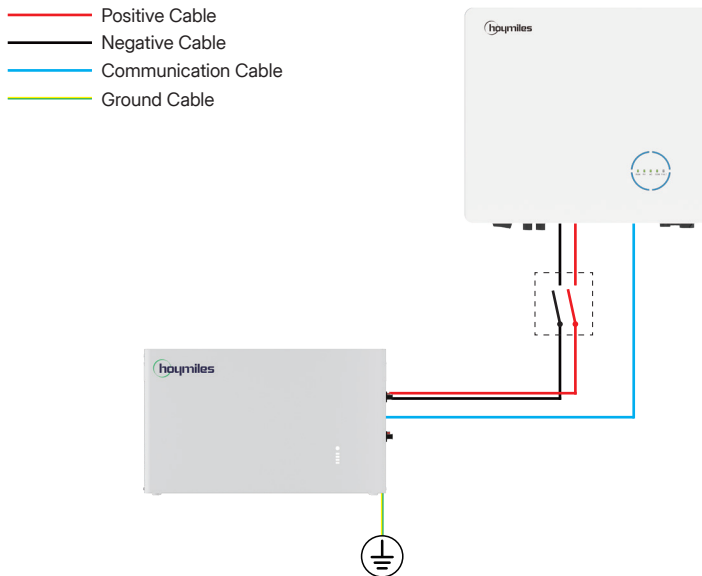 Positive Cable
Negative Cable
Communication Cable
Ground Cable
hoymiles
hoymiles